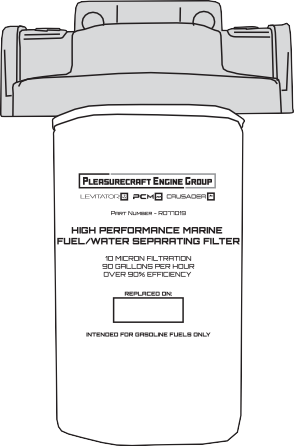 PLEASURECRAFT ENGINE GROUP
LEVITATOR PCM CRUSADER
PART NUMBER - R077019
HIGH PERFORMANCE MARINE
FUEL/WATER SEPARATING FILTER
10 MICRON FILTRATION
90 GALLONS PER HOUR
OVER 90% EFFICIENCY
REPLACED ON:
INTENDED FOR GASOLINE FUELS ONLY